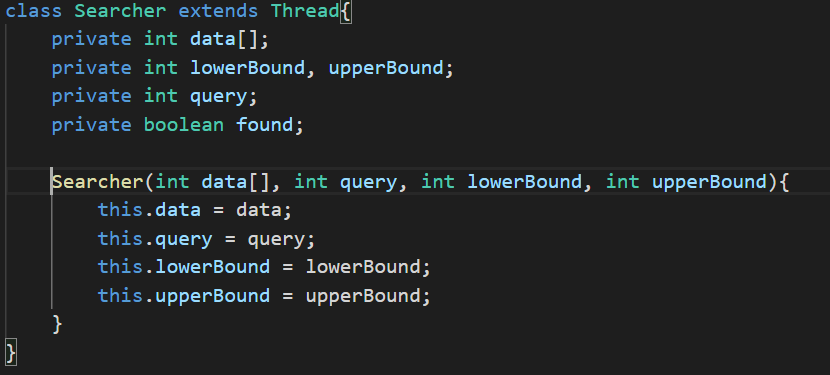 class Searcher extends Thread{
    private int data[];
    private int lowerBound, upperBound;
    private int query;
    private boolean found;

    Searcher(int data[], int query, int lowerBound, int upperBound){
        this.data = data;
        this.query = query;
        this.lowerBound = lowerBound;
        this.upperBound = upperBound;
    }
}